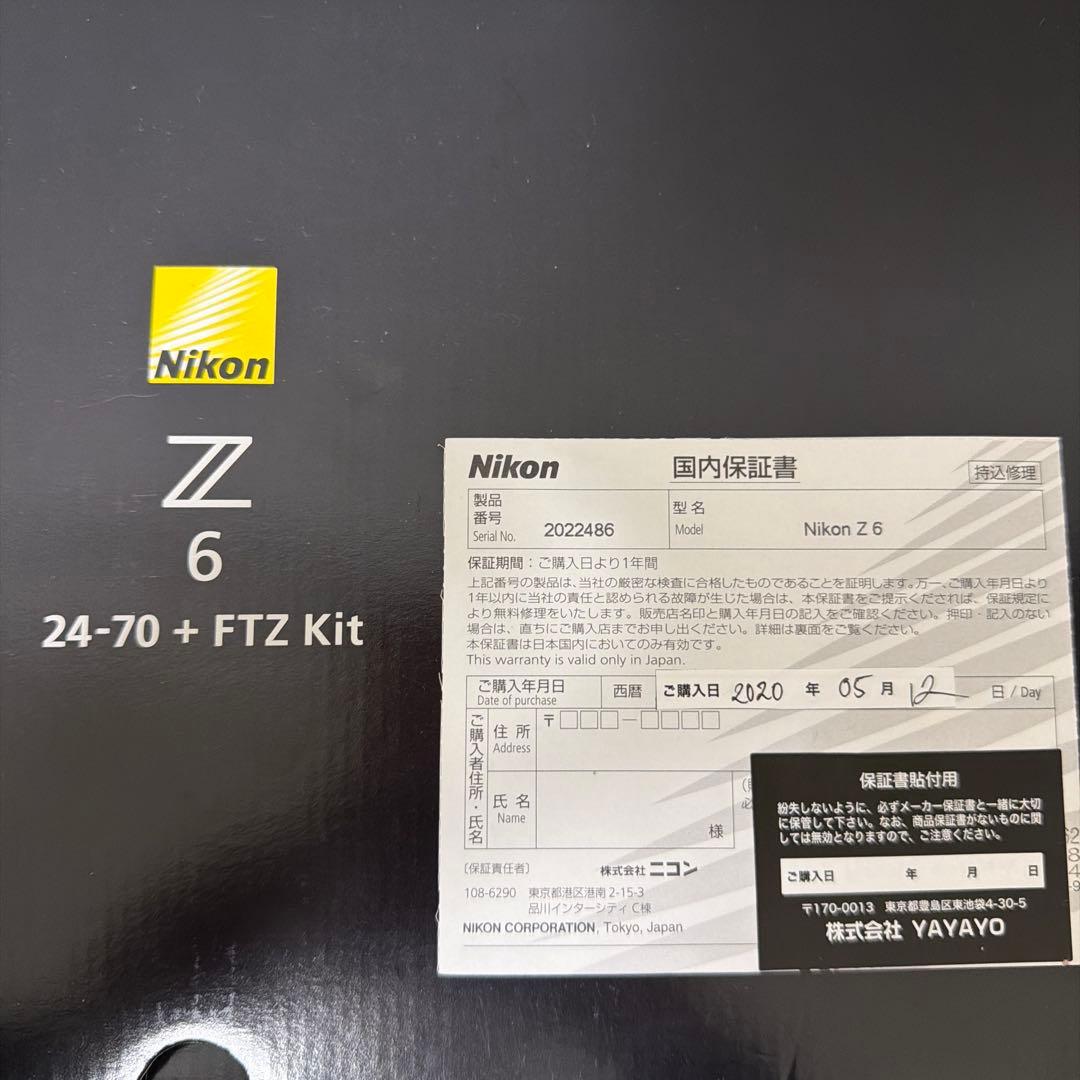 Nikon
Z
6
24-70 + FTZ Kit
Nikon 国内保証書 持込修理
製品番号 Serial No. 2022486 型名 Model Nikon Z 6
保証期間：ご購入日より1年間
上記番号の製品は、当社の厳密な検査に合格したものであることを証明します。万一、ご購入年月日より
1年以内に当社の責任と認められる故障が生じた場合は、本保証書をご提示くだされば、保証規定に
より無料修理をいたします。販売店名印と購入年月日の記入をご確認ください。押印・記入のない
場合は、直ちにご購入店までお申し出ください。詳細は裏面をご覧ください。
本保証書は日本国内においてのみ有効です。
This warranty is valid only in Japan.
ご購入年月日 Date of purchase 西暦 ご購入日 2020 年 05 月 12 日 / Day
ご購入者住所・氏名
住所 Address 〒□□□-□□□□
氏名 Name 様
〔保証責任者〕 株式会社 ニコン
108-6290 東京都港区港南 2-15-3
品川インターシティ C棟
NIKON CORPORATION, Tokyo, Japan
保証書貼付用
紛失しないように、必ずメーカー保証書と一緒に大切
に保管して下さい。なお、商品保証書がないものに関
しては無効となりますので、ご注意ください。
ご購入日 年 月 日
〒170-0013 東京都豊島区東池袋4-30-5
株式会社 YAYAYO